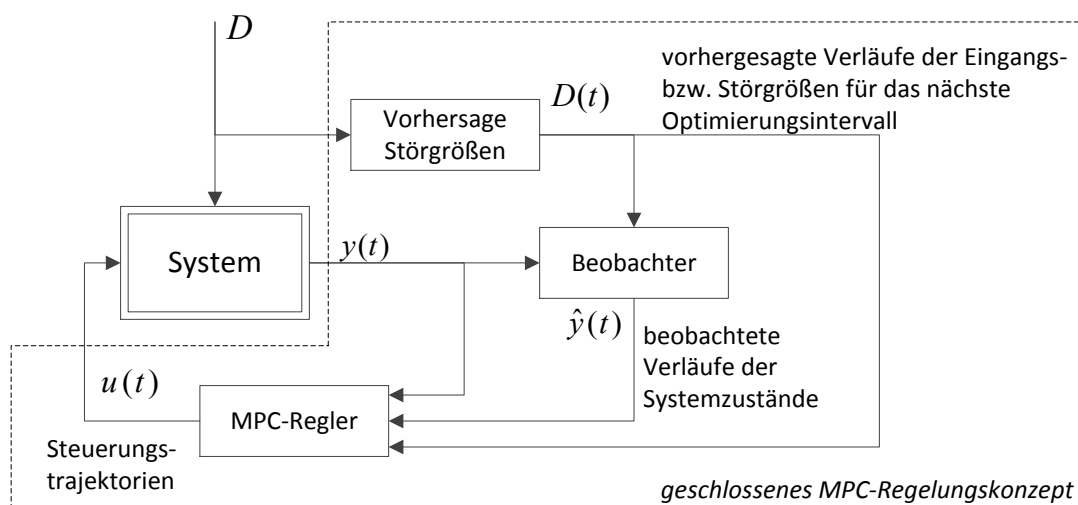 D
vorhergesagte Verläufe der Eingangs-
bzw. Störgrößen für das nächste
Optimierungsintervall
D(t)
Vorhersage
Störgrößen
System
y(t)
Beobachter
ŷ(t)
beobachtete
Verläufe der
Systemzustände
u(t)
MPC-Regler
Steuerungs-
trajektorien
geschlossenes MPC-Regelungskonzept